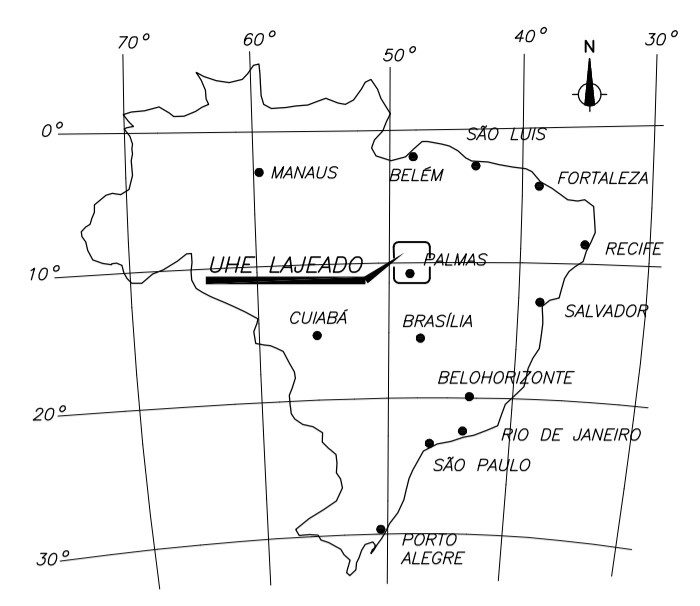 70° 60° 50° 40° 30°
N
0°
SÃO LUIS
MANAUS
BELÉM
FORTALEZA
RECIFE
UHE LAJEADO
PALMAS
10°
SALVADOR
CUIABÁ
BRASÍLIA
BELOHORIZONTE
20°
RIO DE JANEIRO
SÃO PAULO
PORTO
ALEGRE
30°